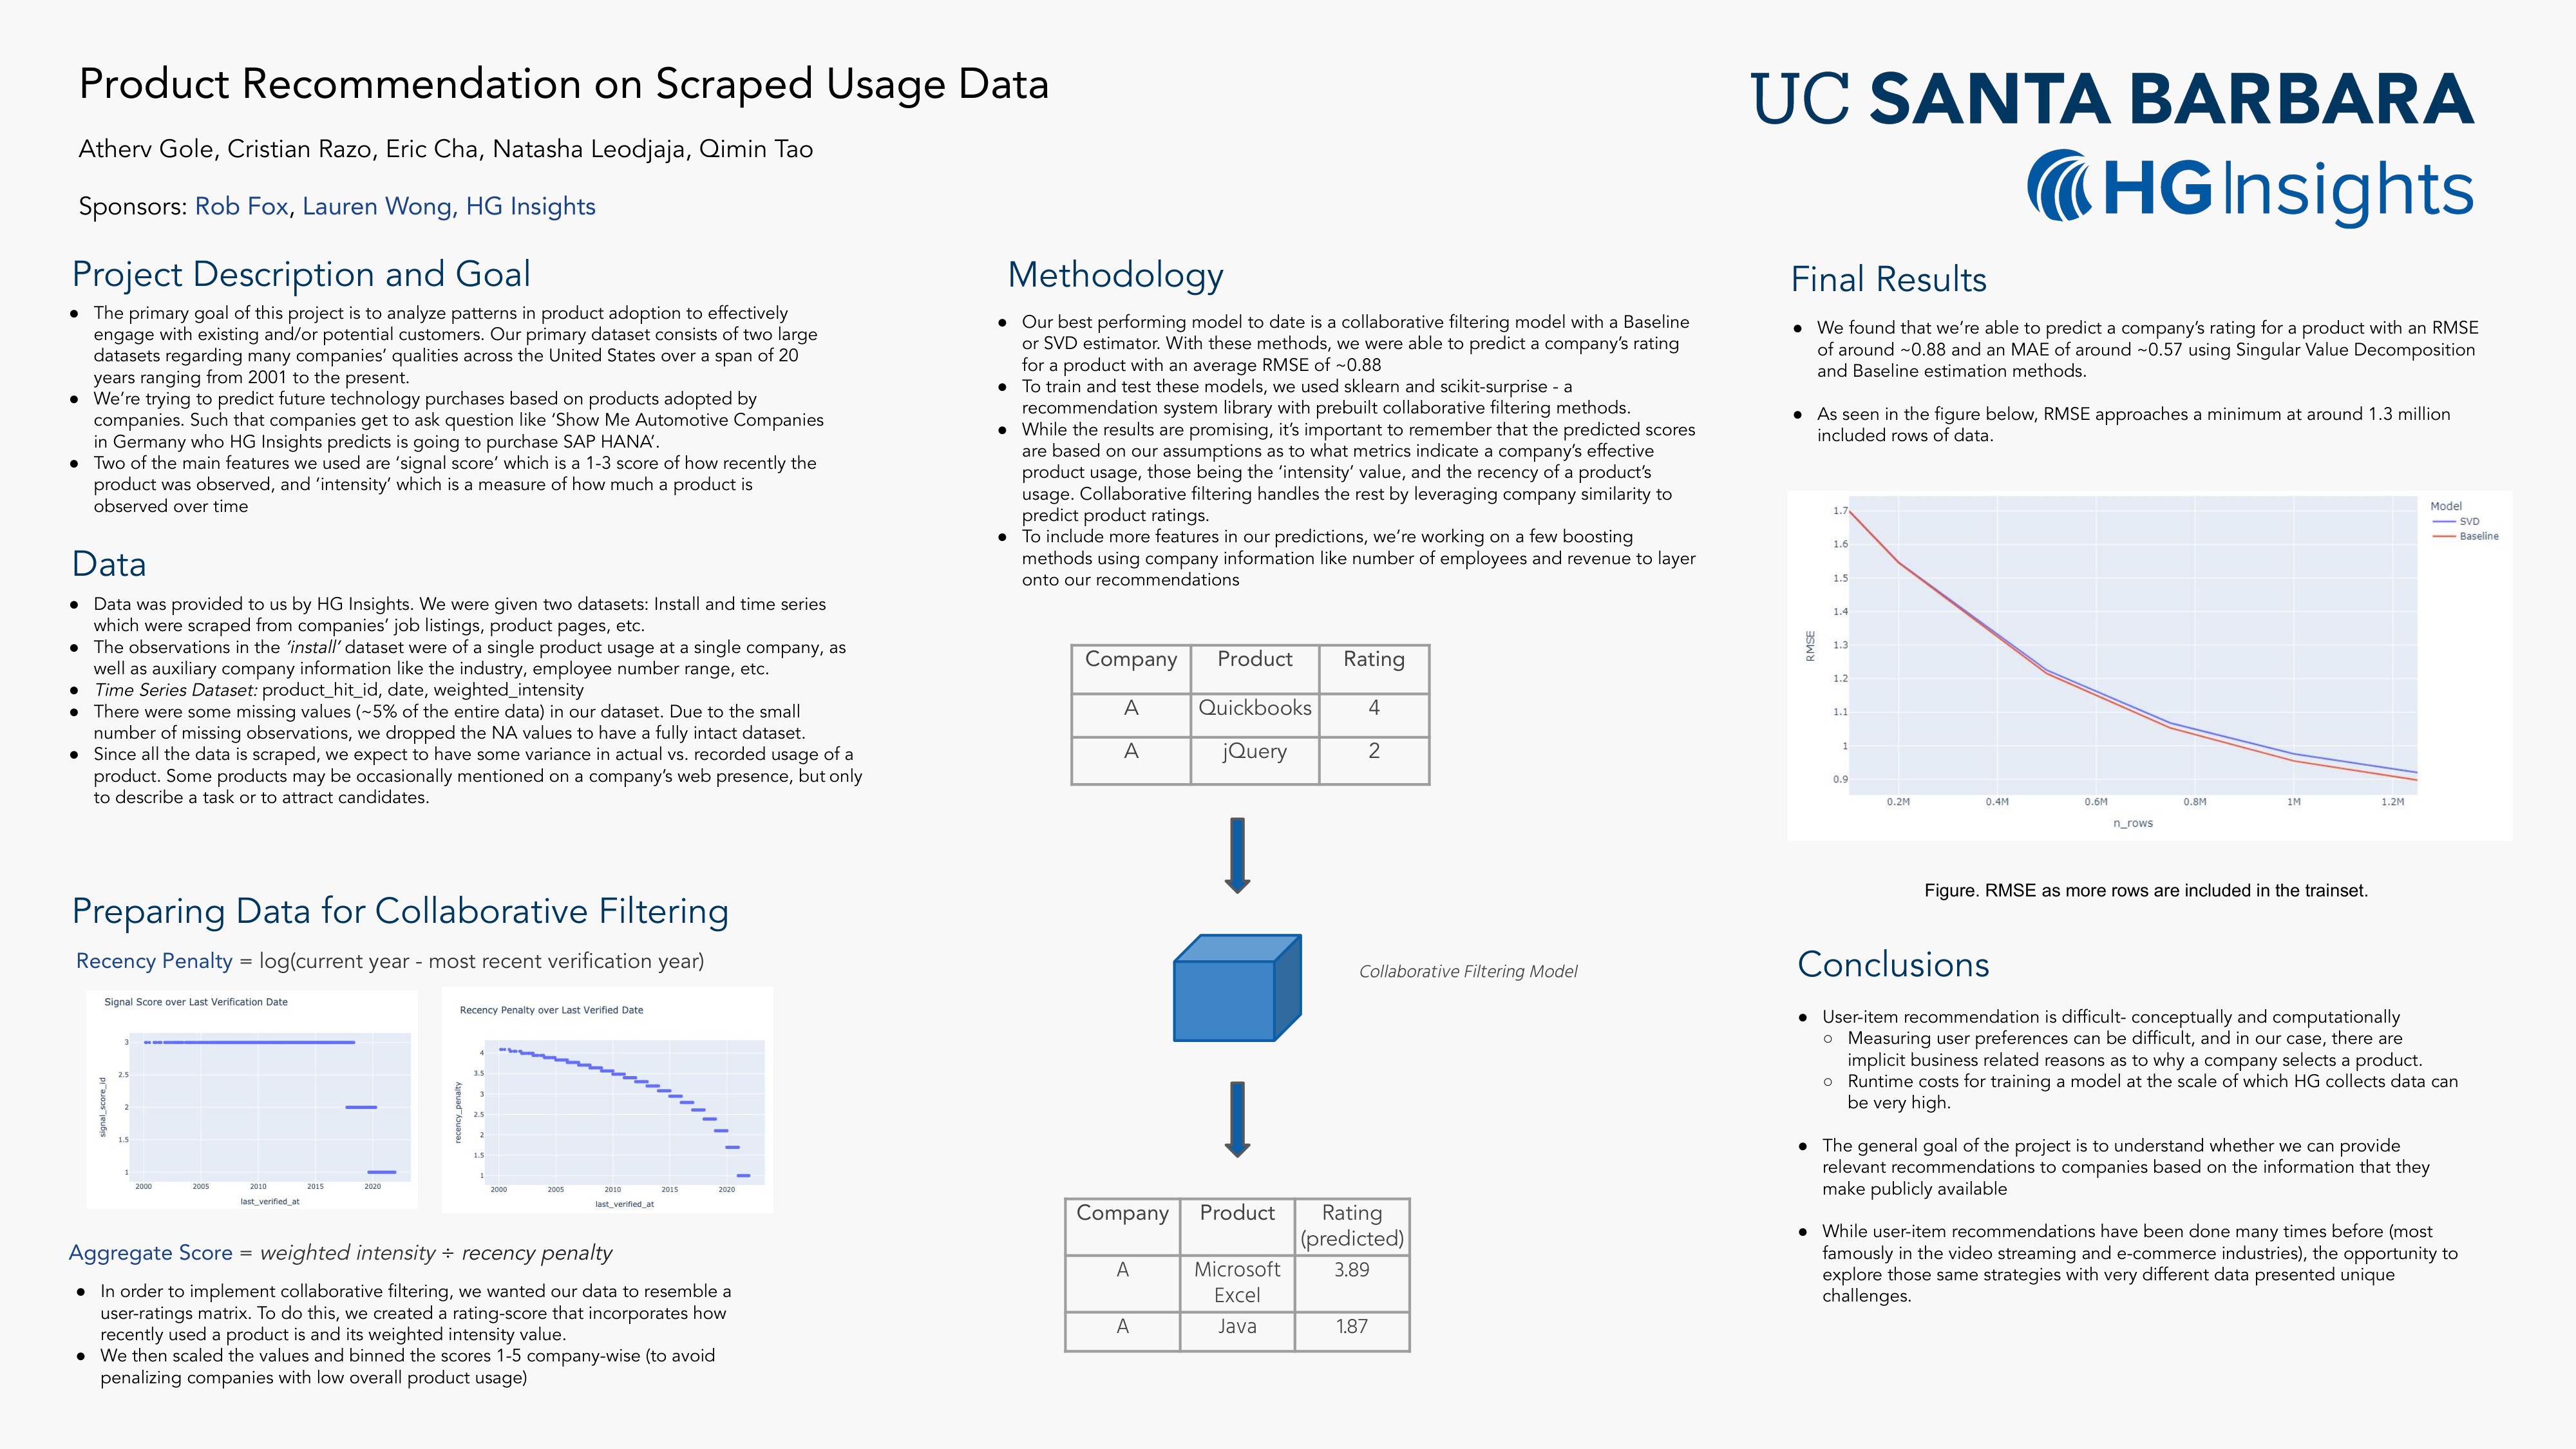 Product Recommendation on Scraped Usage Data
Atherv Gole, Cristian Razo, Eric Cha, Natasha Leodjaja, Qimin Tao
Sponsors: Rob Fox, Lauren Wong, HG Insights
UC SANTA BARBARA
HG Insights
Project Description and Goal
● The primary goal of this project is to analyze patterns in product adoption to effectively
engage with existing and/or potential customers. Our primary dataset consists of two large
datasets regarding many companies' qualities across the United States over a span of 20
years ranging from 2001 to the present.
● We're trying to predict future technology purchases based on products adopted by
companies. Such that companies get to ask question like 'Show Me Automotive Companies
in Germany who HG Insights predicts is going to purchase SAP HANA'.
● Two of the main features we used are 'signal score' which is a 1-3 score of how recently the
product was observed, and 'intensity' which is a measure of how much a product is
observed over time
Data
● Data was provided to us by HG Insights. We were given two datasets: Install and time series
which were scraped from companies' job listings, product pages, etc.
● The observations in the 'install' dataset were of a single product usage at a single company, as
well as auxiliary company information like the industry, employee number range, etc.
● Time Series Dataset: product_hit_id, date, weighted_intensity
● There were some missing values (~5% of the entire data) in our dataset. Due to the small
number of missing observations, we dropped the NA values to have a fully intact dataset.
● Since all the data is scraped, we expect to have some variance in actual vs. recorded usage of a
product. Some products may be occasionally mentioned on a company's web presence, but only
to describe a task or to attract candidates.
Preparing Data for Collaborative Filtering
Recency Penalty = log(current year - most recent verification year)
Signal Score over Last Verification Date
signal_score_id
3
2.5
2
1.5
1
2000 2005 2010 2015 2020
last_verified_at
Recency Penalty over Last Verified Date
recency_penalty
4
3.5
3
2.5
2
1.5
1
2000 2005 2010 2015 2020
last_verified_at
Aggregate Score = weighted intensity ÷ recency penalty
● In order to implement collaborative filtering, we wanted our data to resemble a
user-ratings matrix. To do this, we created a rating-score that incorporates how
recently used a product is and its weighted intensity value.
● We then scaled the values and binned the scores 1-5 company-wise (to avoid
penalizing companies with low overall product usage)
Methodology
● Our best performing model to date is a collaborative filtering model with a Baseline
or SVD estimator. With these methods, we were able to predict a company's rating
for a product with an average RMSE of ~0.88
● To train and test these models, we used sklearn and scikit-surprise - a
recommendation system library with prebuilt collaborative filtering methods.
● While the results are promising, it's important to remember that the predicted scores
are based on our assumptions as to what metrics indicate a company's effective
product usage, those being the 'intensity' value, and the recency of a product's
usage. Collaborative filtering handles the rest by leveraging company similarity to
predict product ratings.
● To include more features in our predictions, we're working on a few boosting
methods using company information like number of employees and revenue to layer
onto our recommendations
Company Product Rating
A Quickbooks 4
A jQuery 2
Collaborative Filtering Model
Company Product Rating
(predicted)
A Microsoft 3.89
Excel
A Java 1.87
Final Results
● We found that we're able to predict a company's rating for a product with an RMSE
of around ~0.88 and an MAE of around ~0.57 using Singular Value Decomposition
and Baseline estimation methods.
● As seen in the figure below, RMSE approaches a minimum at around 1.3 million
included rows of data.
RMSE
1.7
1.6
1.5
1.4
1.3
1.2
1.1
1
0.9
0.2M 0.4M 0.6M 0.8M 1M 1.2M
n_rows
Model
SVD
Baseline
Figure. RMSE as more rows are included in the trainset.
Conclusions
● User-item recommendation is difficult- conceptually and computationally
○ Measuring user preferences can be difficult, and in our case, there are
implicit business related reasons as to why a company selects a product.
○ Runtime costs for training a model at the scale of which HG collects data can
be very high.
● The general goal of the project is to understand whether we can provide
relevant recommendations to companies based on the information that they
make publicly available
● While user-item recommendations have been done many times before (most
famously in the video streaming and e-commerce industries), the opportunity to
explore those same strategies with very different data presented unique
challenges.